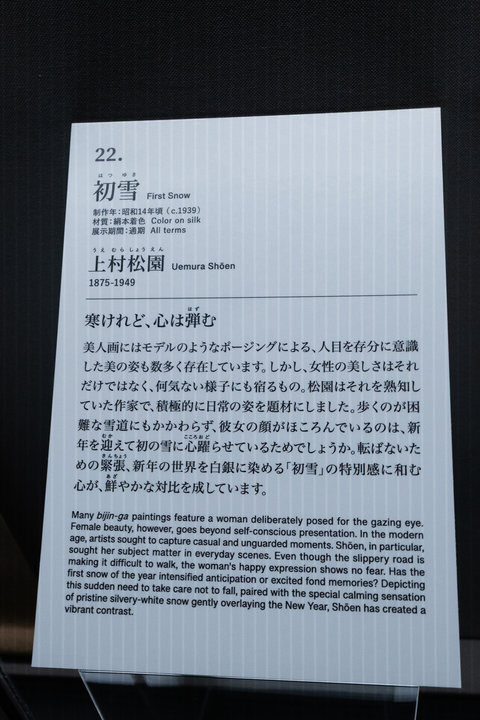 22.
はつ ゆき
初雪 First Snow
制作年：昭和14年頃（c.1939）
材質：絹本着色 Color on silk
展示期間：通期 All terms
うえ むら しょう えん
上村松園 Uemura Shōen
1875-1949
はず
寒けれど、心は弾む
美人画にはモデルのようなポージングによる、人目を存分に意識
した美の姿も数多く存在しています。しかし、女性の美しさはそれ
だけではなく、何気ない様子にも宿るもの。松園はそれを熟知し
ていた作家で、積極的に日常の姿を題材にしました。歩くのが困
難な雪道にもかかわらず、彼女の顔がほころんでいるのは、新
むか こころおど
年を迎えて初の雪に心躍らせているためでしょうか。転ばないた
きんちょう
めの緊張、新年の世界を白銀に染める「初雪」の特別感に和む
あざ
心が、鮮やかな対比を成しています。
Many bijin-ga paintings feature a woman deliberately posed for the gazing eye.
Female beauty, however, goes beyond self-conscious presentation. In the modern
age, artists sought to capture casual and unguarded moments. Shōen, in particular,
sought her subject matter in everyday scenes. Even though the slippery road is
making it difficult to walk, the woman's happy expression shows no fear. Has the
first snow of the year intensified anticipation or excited fond memories? Depicting
this sudden need to take care not to fall, paired with the special calming sensation
of pristine silvery-white snow gently overlaying the New Year, Shōen has created a
vibrant contrast.